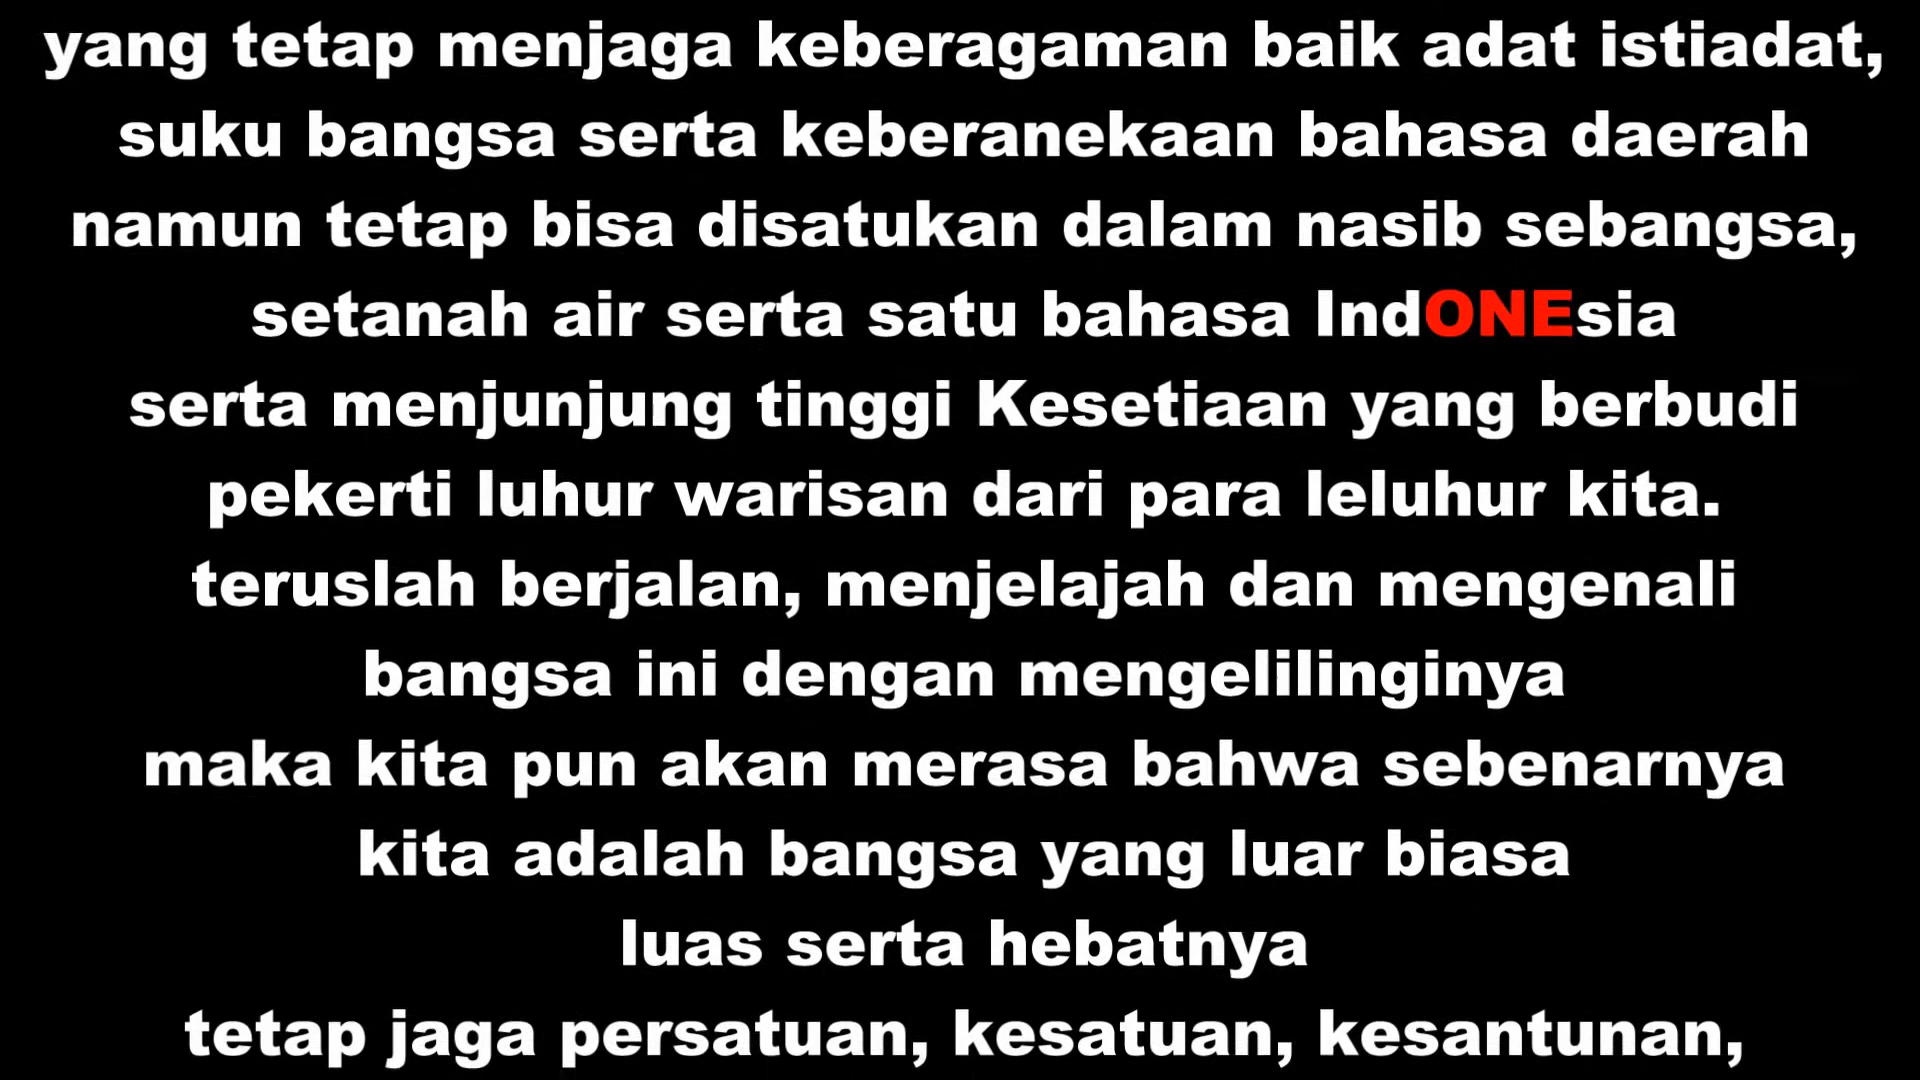 yang tetap menjaga keberagaman baik adat istiadat,
suku bangsa serta keberanekaan bahasa daerah
namun tetap bisa disatukan dalam nasib sebangsa,
setanah air serta satu bahasa IndONEsia
serta menjunjung tinggi Kesetiaan yang berbudi
pekerti luhur warisan dari para leluhur kita.
teruslah berjalan, menjelajah dan mengenali
bangsa ini dengan mengelilinginya
maka kita pun akan merasa bahwa sebenarnya
kita adalah bangsa yang luar biasa
luas serta hebatnya
tetap jaga persatuan, kesatuan, kesantunan,